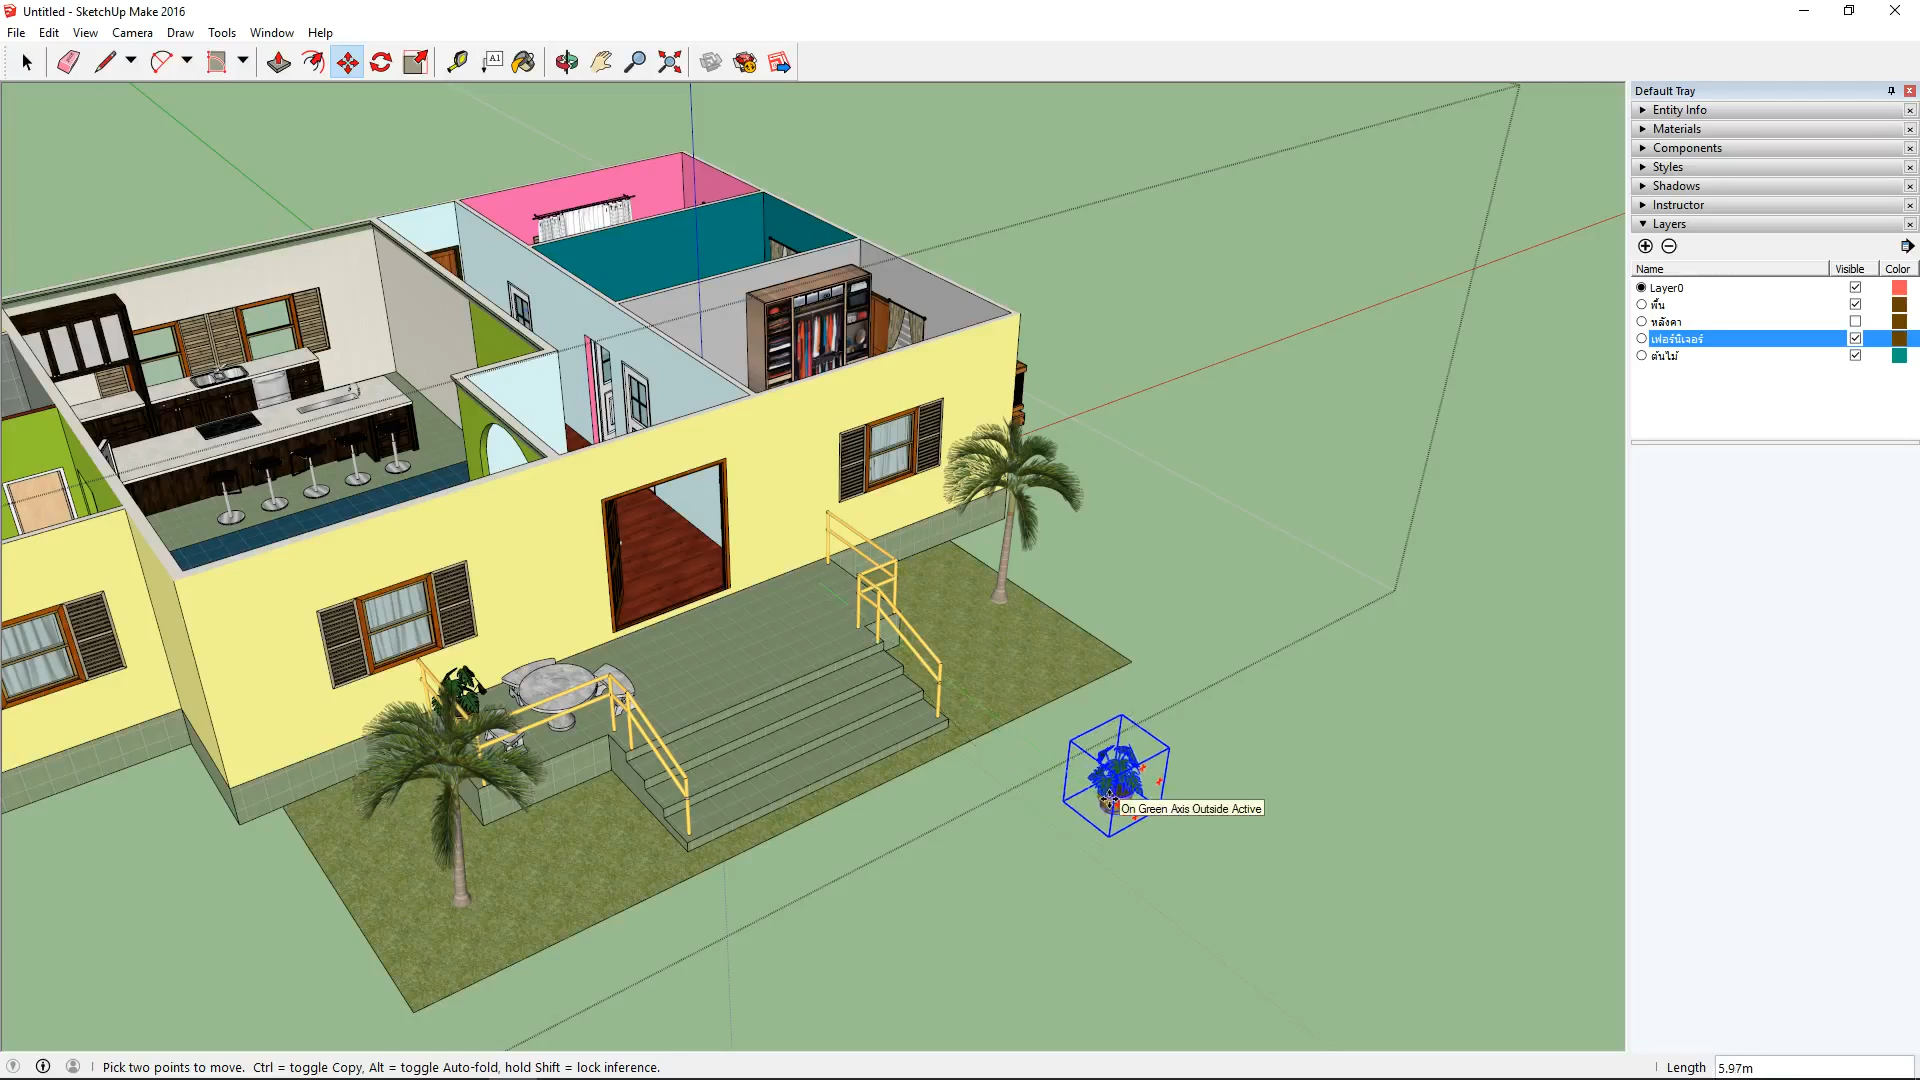 Untitled - SketchUp Make 2016
File Edit View Camera Draw Tools Window Help
A1
Default Tray
Entity Info
Materials
Components
Styles
Shadows
Instructor
Layers
Name Visible Color
Layer0
พื้น
หลังคา
เฟอร์นิเจอร์
ต้นไม้
On Green Axis Outside Active
Pick two points to move. Ctrl = toggle Copy, Alt = toggle Auto-fold, hold Shift = lock inference.
Length 5.97m